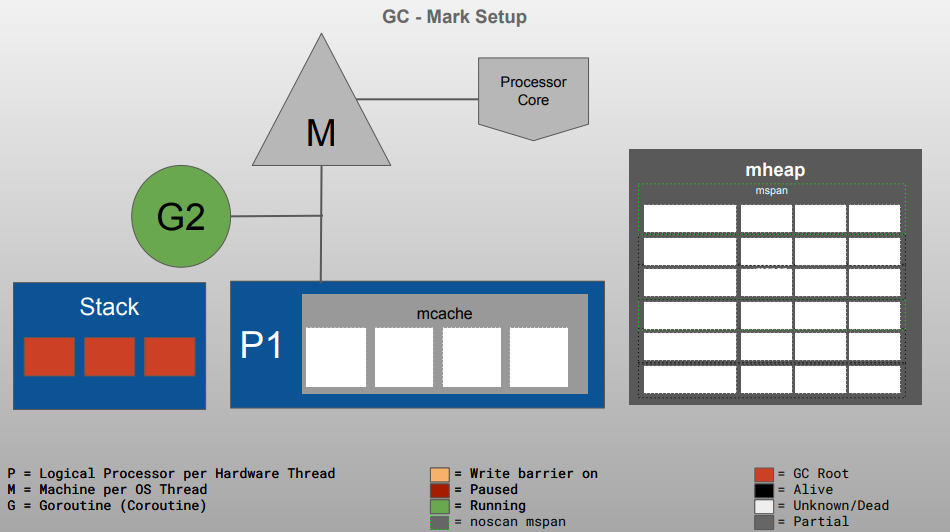 GC - Mark Setup
Processor
Core
M
G2
Stack
P1
mcache
mheap
mspan
P = Logical Processor per Hardware Thread
M = Machine per OS Thread
G = Goroutine (Coroutine)
= Write barrier on
= Paused
= Running
= noscan mspan
= GC Root
= Alive
= Unknown/Dead
= Partial